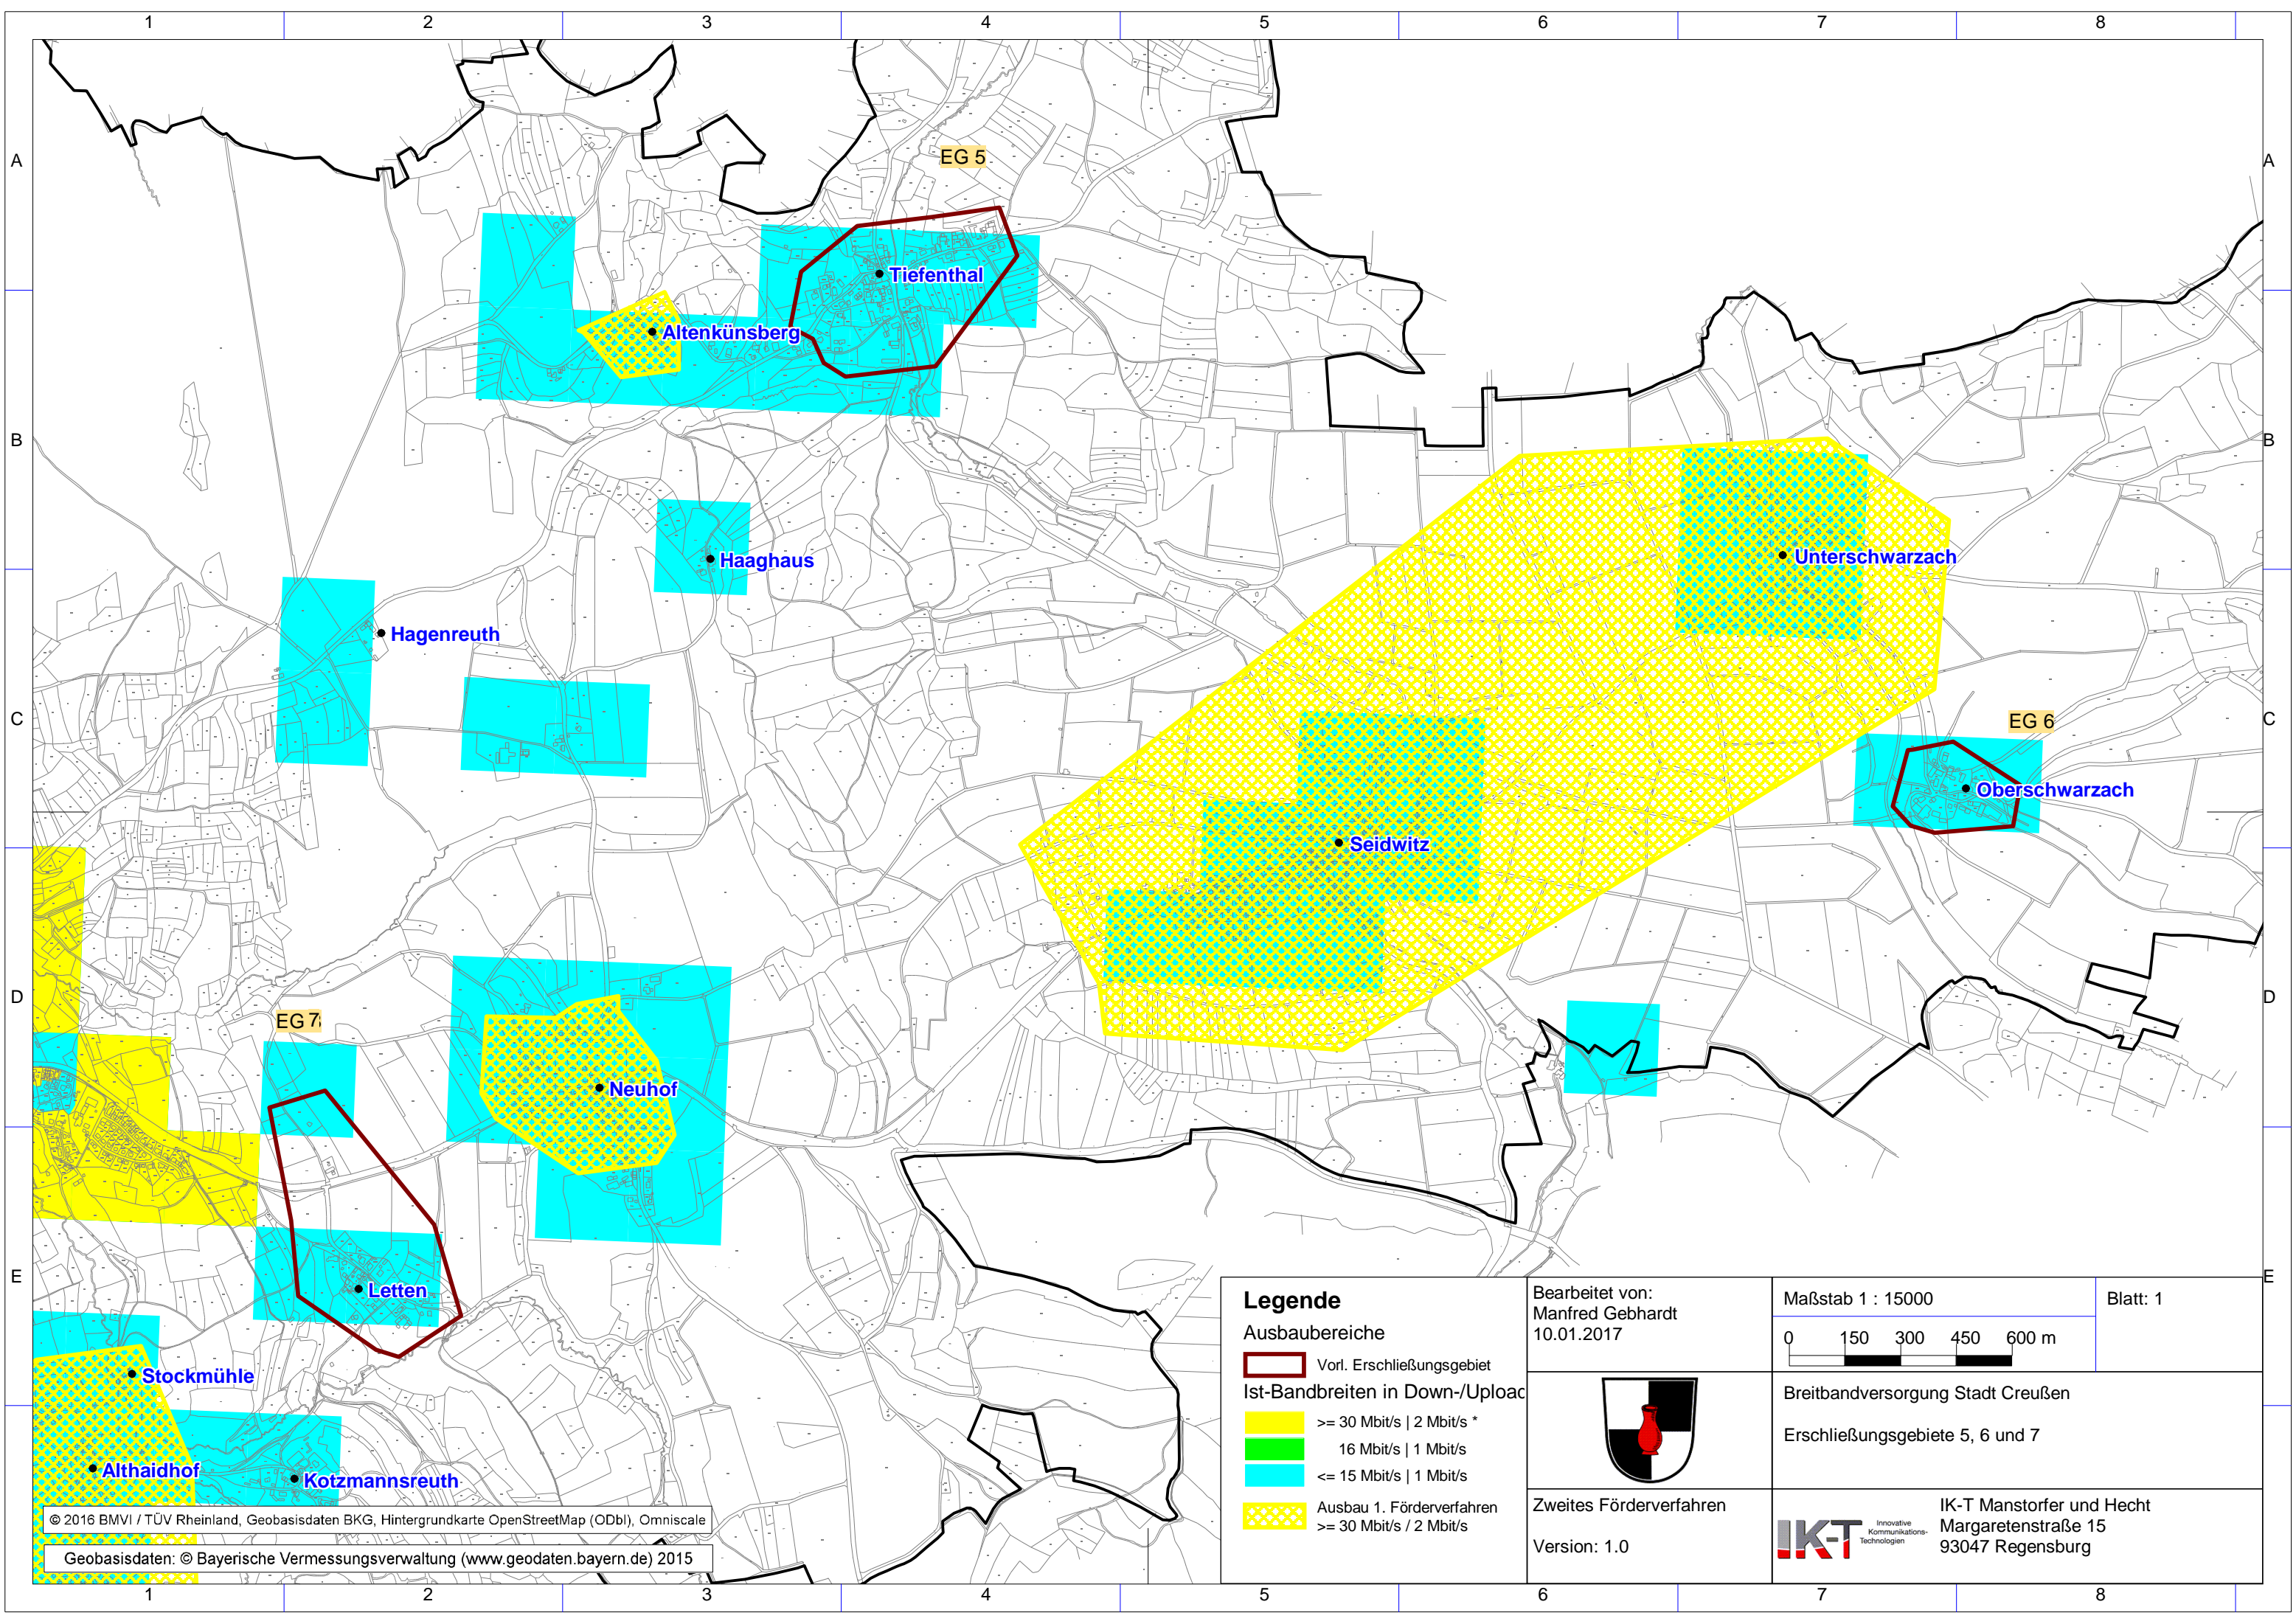 1 2 3 4 5 6 7 8
A A
EG 5
Tiefenthal
Altenkünsberg
B B
Unterschwarzach
Haaghaus
Hagenreuth
C C
EG 6
Oberschwarzach
Seidwitz
D D
EG 7
Neuhof
E E
Letten
Stockmühle
Althaidhof
Kotzmannsreuth
© 2016 BMVI / TÜV Rheinland, Geobasisdaten BKG, Hintergrundkarte OpenStreetMap (ODbl), Omniscale
Geobasisdaten: © Bayerische Vermessungsverwaltung (www.geodaten.bayern.de) 2015
Legende
Ausbaubereiche
Vorl. Erschließungsgebiet
Ist-Bandbreiten in Down-/Uploac
>= 30 Mbit/s | 2 Mbit/s *
16 Mbit/s | 1 Mbit/s
<= 15 Mbit/s | 1 Mbit/s
Ausbau 1. Förderverfahren
>= 30 Mbit/s / 2 Mbit/s
Bearbeitet von:
Manfred Gebhardt
10.01.2017
Zweites Förderverfahren
Version: 1.0
Maßstab 1 : 15000
Blatt: 1
0 150 300 450 600 m
Breitbandversorgung Stadt Creußen
Erschließungsgebiete 5, 6 und 7
IK-T
Innovative
Kommunikations-
Technologien
IK-T Manstorfer und Hecht
Margaretenstraße 15
93047 Regensburg
1 2 3 4 5 6 7 8